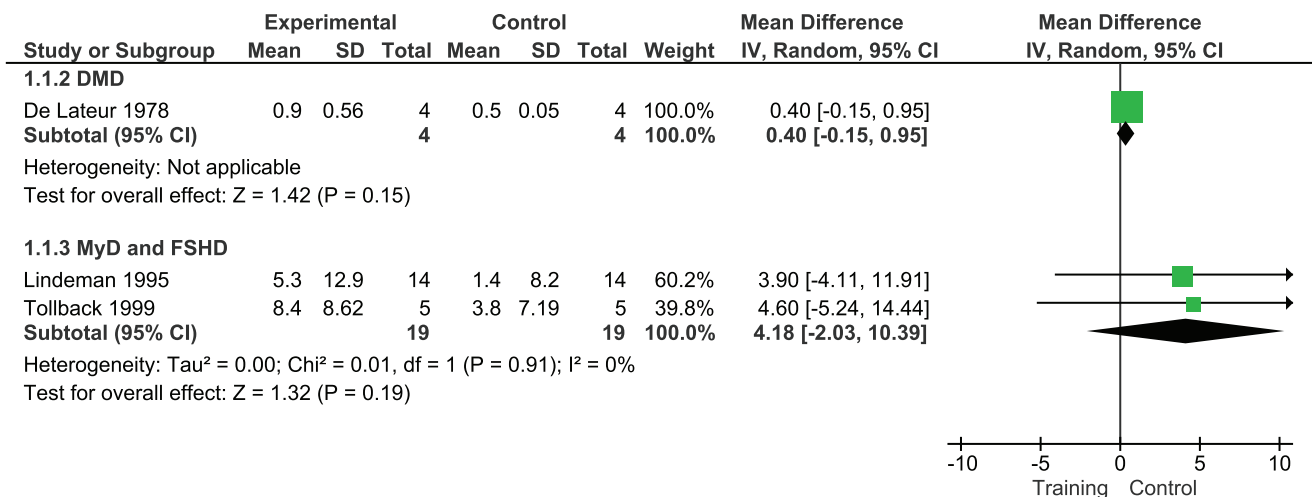 Experimental Control Mean Difference Mean Difference
Study or Subgroup Mean SD Total Mean SD Total Weight IV, Random, 95% CI IV, Random, 95% CI
1.1.2 DMD
De Lateur 1978 0.9 0.56 4 0.5 0.05 4 100.0% 0.40 [-0.15, 0.95]
Subtotal (95% CI) 4 4 100.0% 0.40 [-0.15, 0.95]
Heterogeneity: Not applicable
Test for overall effect: Z = 1.42 (P = 0.15)
1.1.3 MyD and FSHD
Lindeman 1995 5.3 12.9 14 1.4 8.2 14 60.2% 3.90 [-4.11, 11.91]
Tollback 1999 8.4 8.62 5 3.8 7.19 5 39.8% 4.60 [-5.24, 14.44]
Subtotal (95% CI) 19 19 100.0% 4.18 [-2.03, 10.39]
Heterogeneity: Tau² = 0.00; Chi² = 0.01, df = 1 (P = 0.91); I² = 0%
Test for overall effect: Z = 1.32 (P = 0.19)
-10 -5 0 5 10
Training Control